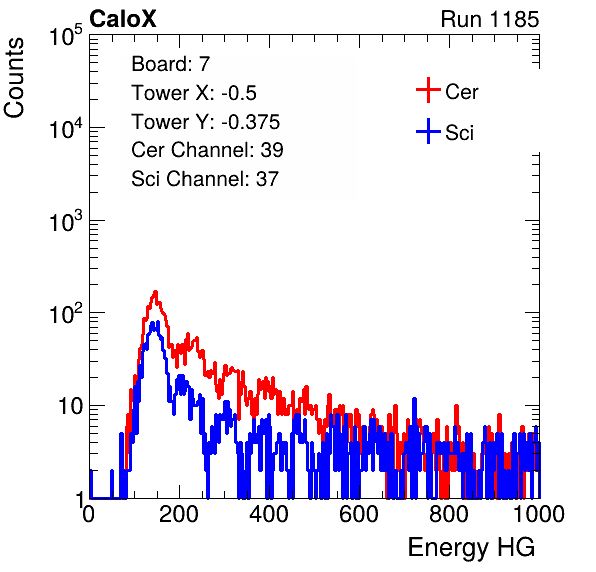 CaloX Run 1185
Counts
10^5
10^4
10^3
10^2
10
1
Board: 7
Tower X: -0.5
Tower Y: -0.375
Cer Channel: 39
Sci Channel: 37
Cer
Sci
0 200 400 600 800 1000
Energy HG